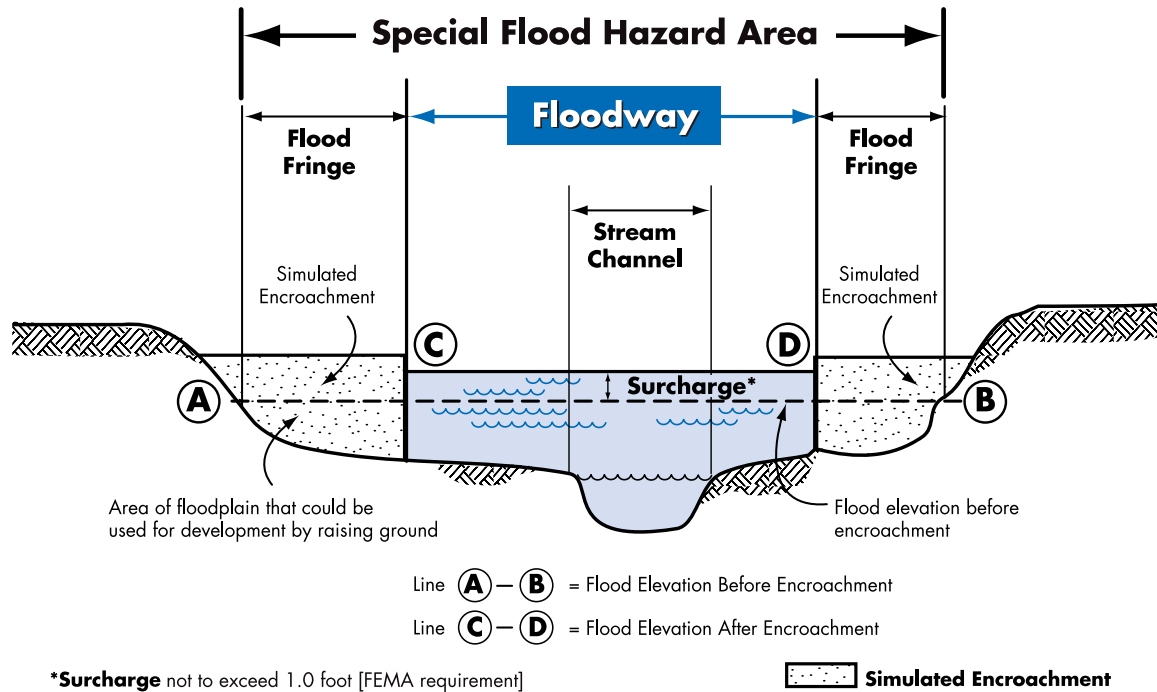 Special Flood Hazard Area
Floodway
Flood
Fringe
Flood
Fringe
Stream
Channel
Simulated
Encroachment
Simulated
Encroachment
C
D
Surcharge*
A
B
Area of floodplain that could be
used for development by raising ground
Flood elevation before
encroachment
Line A – B = Flood Elevation Before Encroachment
Line C – D = Flood Elevation After Encroachment
*Surcharge not to exceed 1.0 foot [FEMA requirement]
Simulated Encroachment